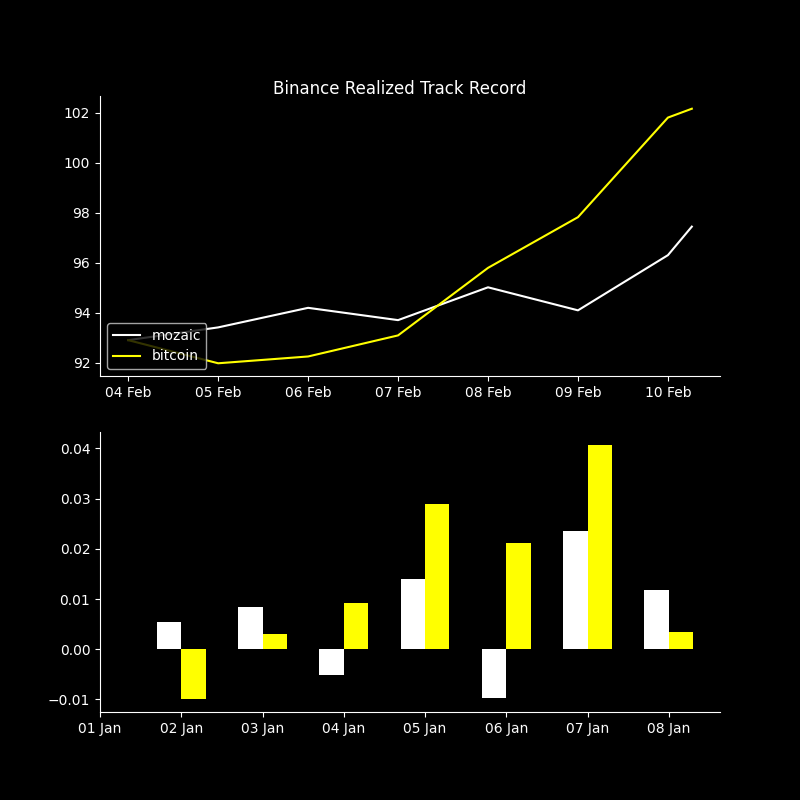 Binance Realized Track Record
102
100
98
96
94
92
mozaic
bitcoin
04 Feb 05 Feb 06 Feb 07 Feb 08 Feb 09 Feb 10 Feb
0.04
0.03
0.02
0.01
0.00
−0.01
01 Jan 02 Jan 03 Jan 04 Jan 05 Jan 06 Jan 07 Jan 08 Jan